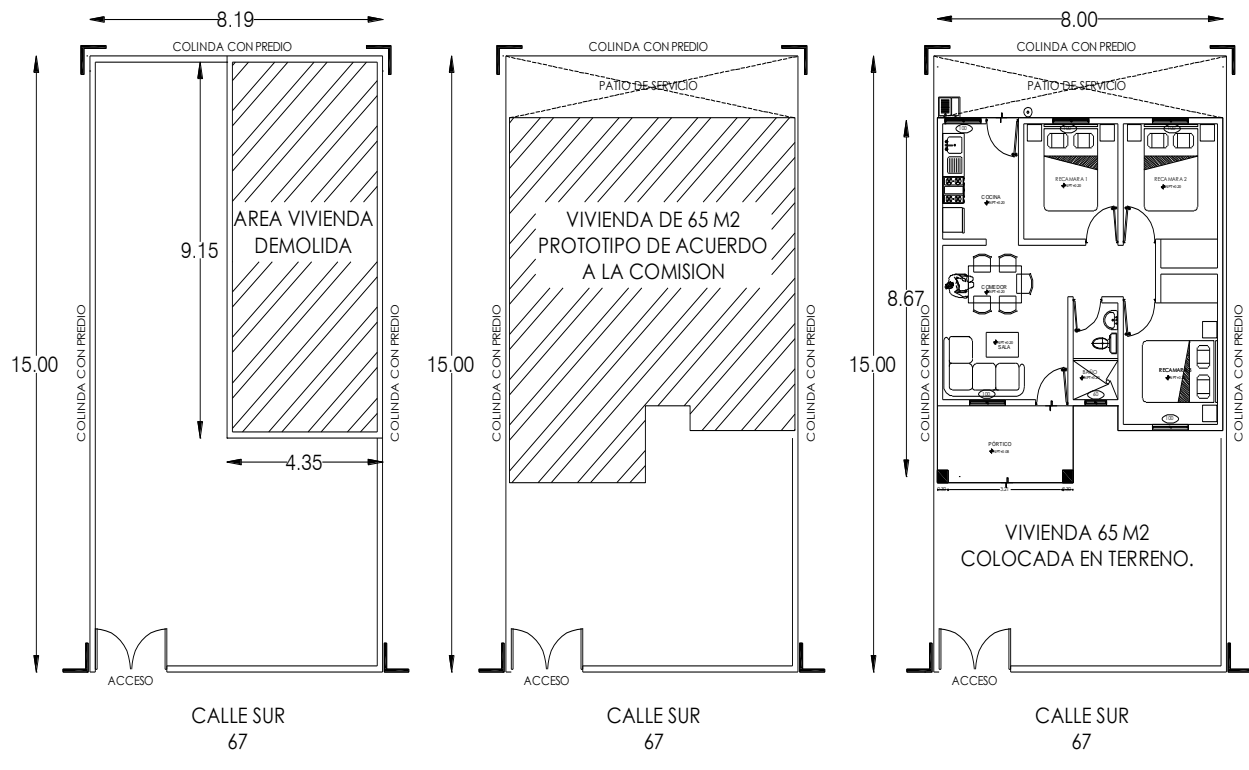 8.19
COLINDA CON PREDIO
AREA VIVIENDA
DEMOLIDA
9.15
4.35
15.00
COLINDA CON PREDIO
COLINDA CON PREDIO
ACCESO
CALLE SUR
67
COLINDA CON PREDIO
PATIO DE SERVICIO
VIVIENDA DE 65 M2
PROTOTIPO DE ACUERDO
A LA COMISION
15.00
COLINDA CON PREDIO
COLINDA CON PREDIO
ACCESO
CALLE SUR
67
8.00
COLINDA CON PREDIO
PATIO DE SERVICIO
RECAMARA 1
RECAMARA 2
COCINA
COMEDOR
8.67
15.00
SALA
BAÑO
RECAMARA 3
PÓRTICO
COLINDA CON PREDIO
COLINDA CON PREDIO
VIVIENDA 65 M2
COLOCADA EN TERRENO.
ACCESO
CALLE SUR
67